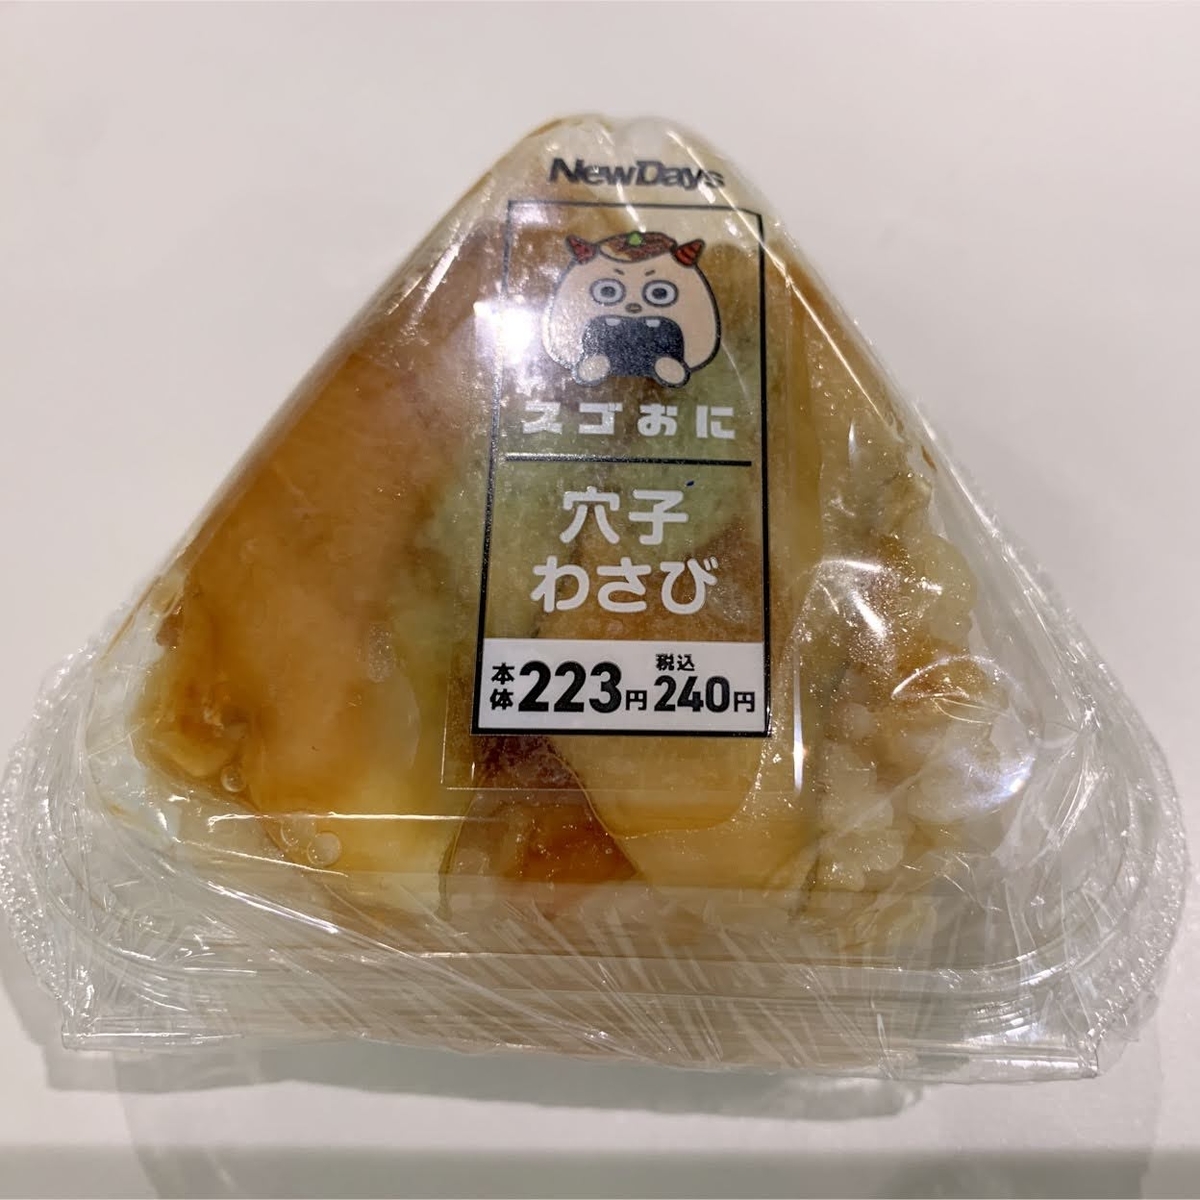 NewDays
スゴおに
穴子
わさび
本体223円 税込240円